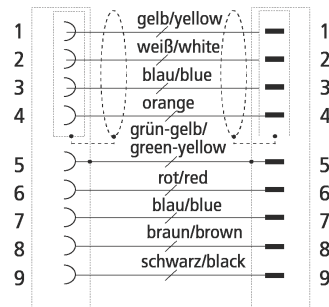 1 gelb/yellow 1
2 weiß/white 2
3 blau/blue 3
4 orange 4
grün-gelb/
green-yellow
5 5
6 rot/red 6
7 blau/blue 7
8 braun/brown 8
9 schwarz/black 9